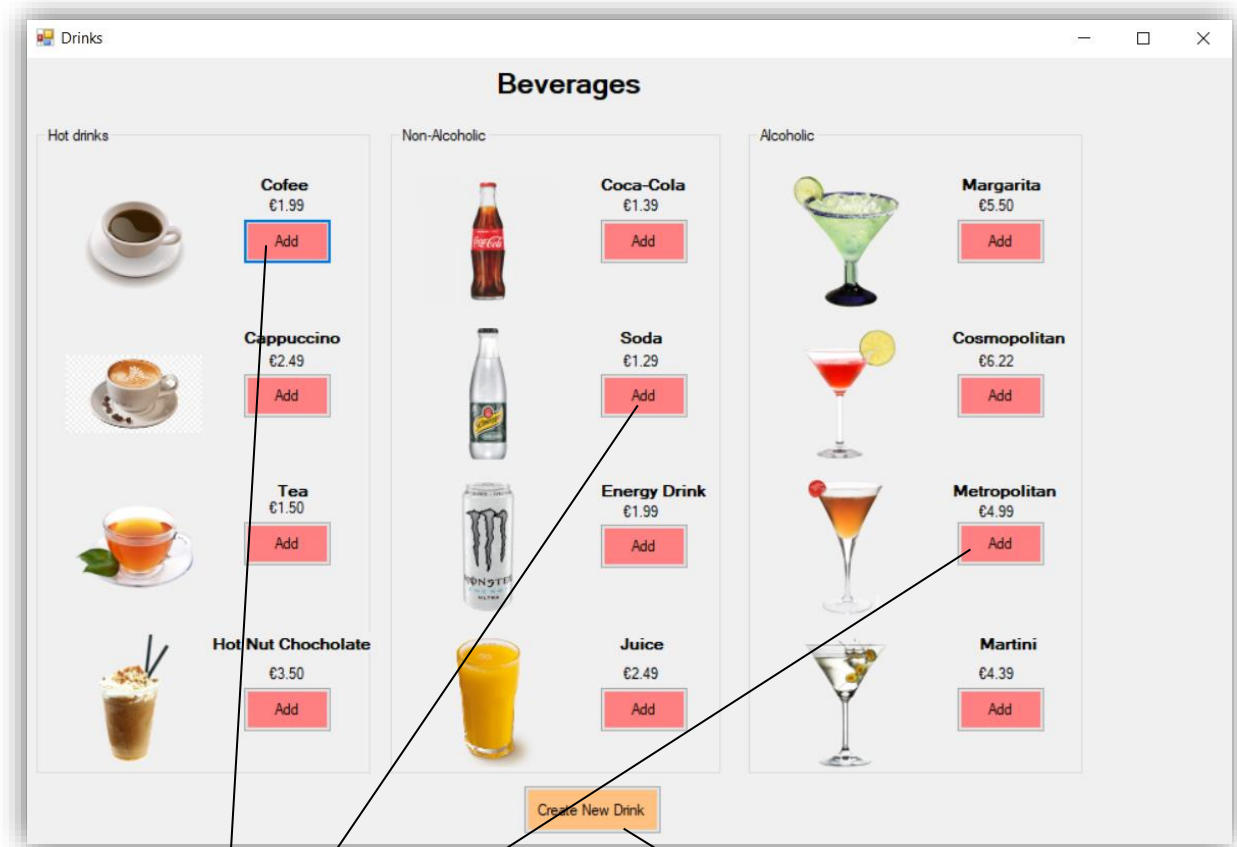 Drinks
Beverages
Hot drinks
Cofee
€1.99
Add
Cappuccino
€2.49
Add
Tea
€1.50
Add
Hot Nut Chocholate
€3.50
Add
Non-Alcoholic
Coca-Cola
€1.39
Add
Soda
€1.29
Add
Energy Drink
€1.99
Add
Juice
€2.49
Add
Alcoholic
Margarita
€5.50
Add
Cosmopolitan
€6.22
Add
Metropolitan
€4.99
Add
Martini
€4.39
Add
Create New Drink